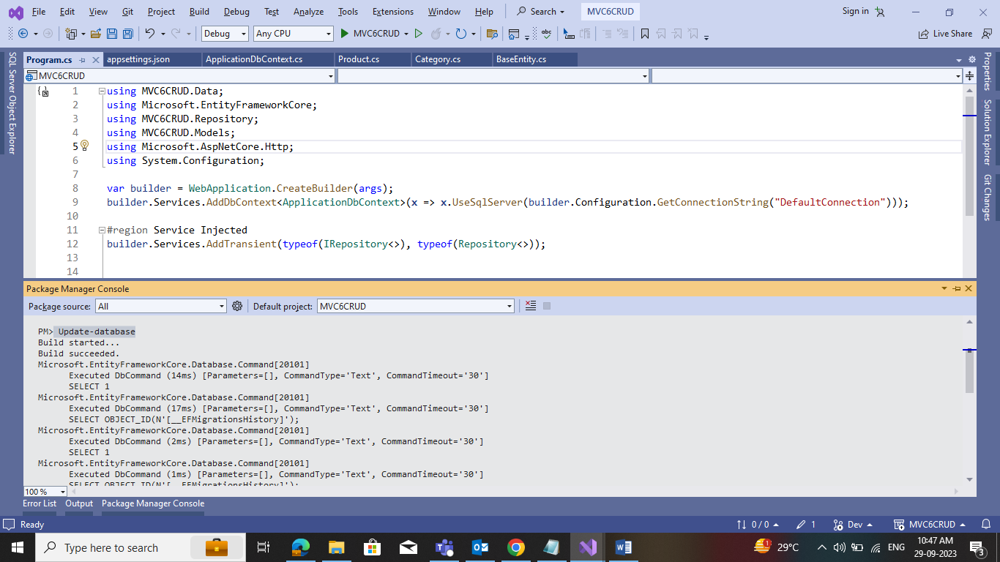 File Edit View Git Project Build Debug Test Analyze Tools Extensions Window Help Search MVC6CRUD Sign in
Debug Any CPU MVC6CRUD Live Share
SQL Server Object Explorer
Program.cs appsettings.json ApplicationDbContext.cs Product.cs Category.cs BaseEntity.cs
MVC6CRUD
1 using MVC6CRUD.Data;
2 using Microsoft.EntityFrameworkCore;
3 using MVC6CRUD.Repository;
4 using MVC6CRUD.Models;
5 using Microsoft.AspNetCore.Http;
6 using System.Configuration;
7
8 var builder = WebApplication.CreateBuilder(args);
9 builder.Services.AddDbContext<ApplicationDbContext>(x => x.UseSqlServer(builder.Configuration.GetConnectionString("DefaultConnection")));
10
11 #region Service Injected
12 builder.Services.AddTransient(typeof(IRepository<>), typeof(Repository<>));
13
14
Properties
Solution Explorer
Git Changes
Package Manager Console
Package source: All Default project: MVC6CRUD
PM> Update-database
Build started...
Build succeeded.
Microsoft.EntityFrameworkCore.Database.Command[20101]
Executed DbCommand (14ms) [Parameters=[], CommandType='Text', CommandTimeout='30']
SELECT 1
Microsoft.EntityFrameworkCore.Database.Command[20101]
Executed DbCommand (17ms) [Parameters=[], CommandType='Text', CommandTimeout='30']
SELECT OBJECT_ID(N'[__EFMigrationsHistory]');
Microsoft.EntityFrameworkCore.Database.Command[20101]
Executed DbCommand (2ms) [Parameters=[], CommandType='Text', CommandTimeout='30']
SELECT 1
Microsoft.EntityFrameworkCore.Database.Command[20101]
Executed DbCommand (1ms) [Parameters=[], CommandType='Text', CommandTimeout='30']
SELECT OBJECT_ID(N'[__EFMigrationsHistory]');
100 %
Error List Output Package Manager Console
Ready 0 / 0 1 Dev MVC6CRUD
Type here to search 1 29°C ENG 10:47 AM
29-09-2023 3